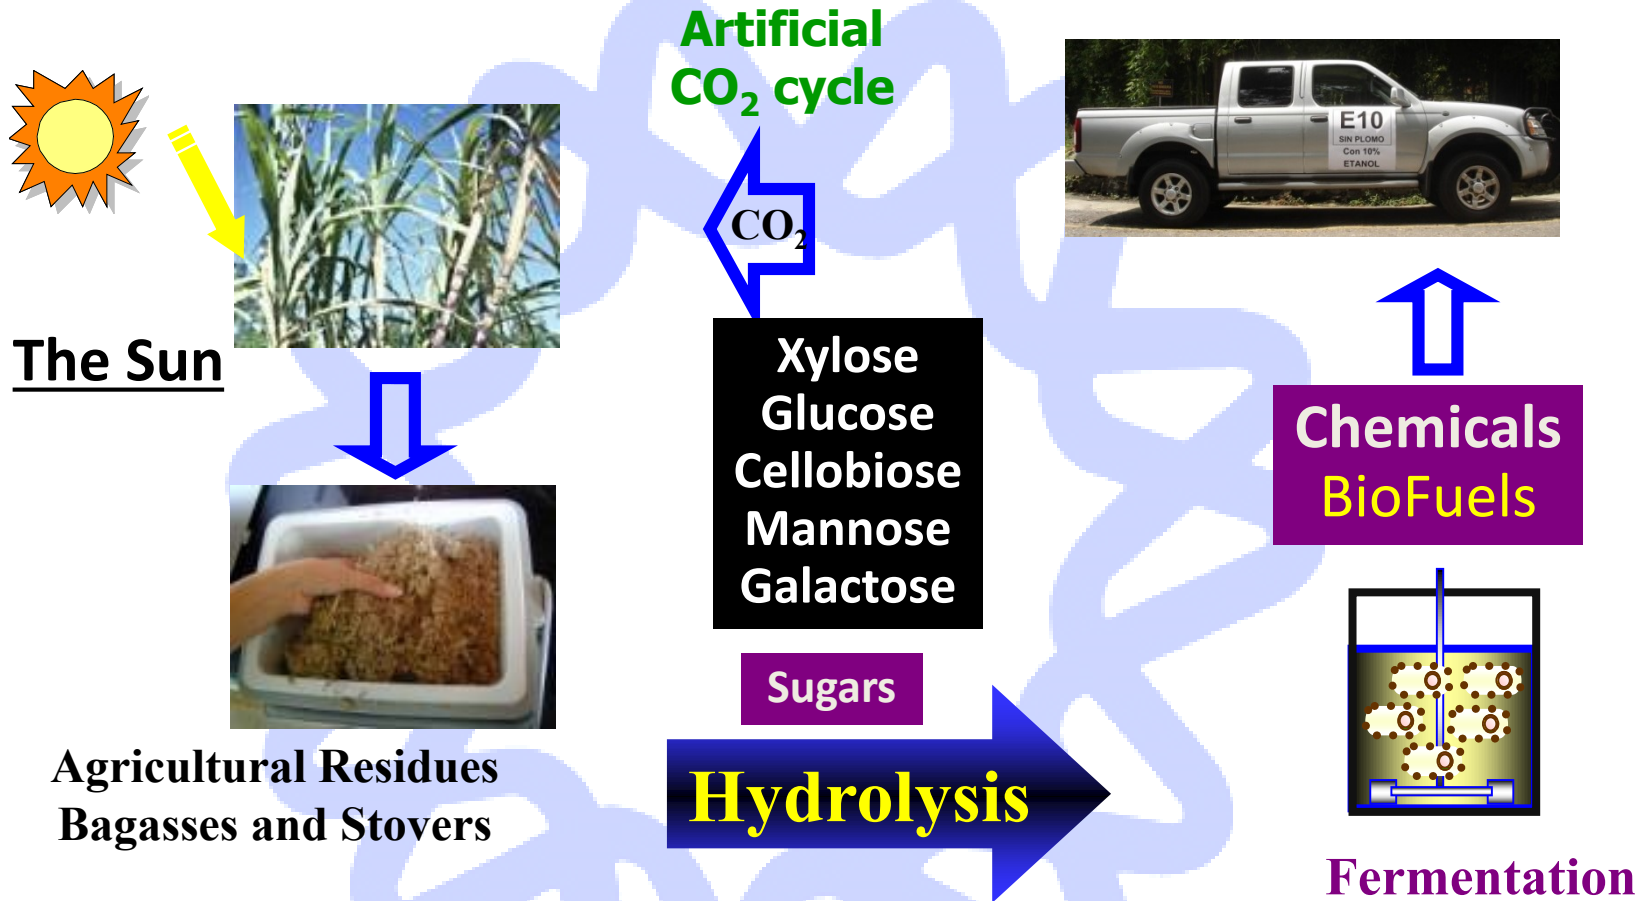 Artificial
CO₂ cycle
CO₂
E10
SIN PLOMO
Con 10%
ETANOL
The Sun
Xylose
Glucose
Cellobiose
Mannose
Galactose
Chemicals
BioFuels
Sugars
Agricultural Residues
Bagasses and Stovers
Hydrolysis
Fermentation